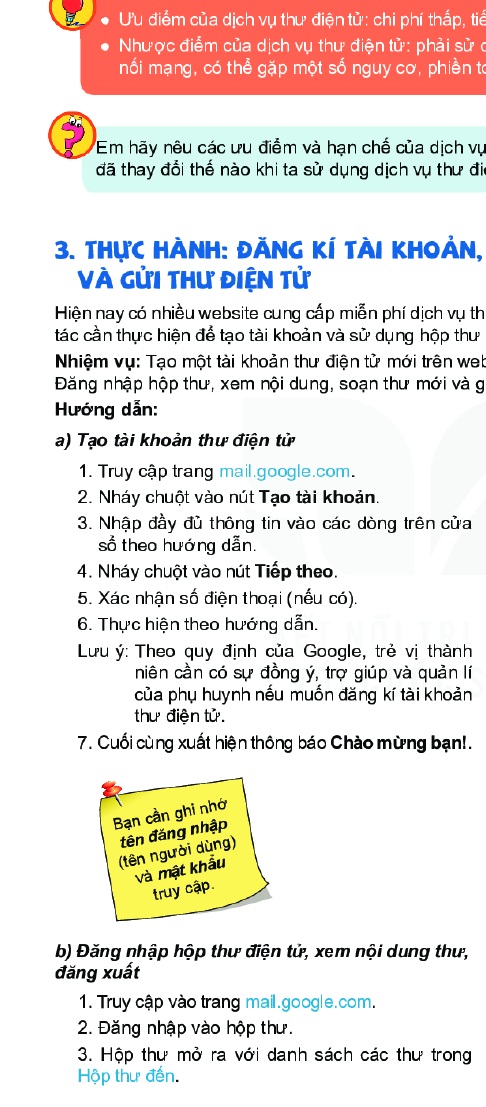 • Ưu điểm của dịch vụ thư điện tử: chi phí thấp, tiế
• Nhược điểm của dịch vụ thư điện tử: phải sử
nối mạng, có thể gặp một số nguy cơ, phiền
Em hãy nêu các ưu điểm và hạn chế của dịch vụ
đã thay đổi thế nào khi ta sử dụng dịch vụ thư
3. THỰC HÀNH: ĐĂNG KÍ TÀI KHOẢN,
VÀ GỬI THƯ ĐIỆN TỬ
Hiện nay có nhiều website cung cấp miễn phí dịch vụ th
tác cần thực hiện để tạo tài khoản và sử dụng hộp thư
Nhiệm vụ: Tạo một tài khoản thư điện tử mới trên web
Đăng nhập hộp thư, xem nội dung, soạn thư mới và g
Hướng dẫn:
a) Tạo tài khoản thư điện tử
1. Truy cập trang mail.google.com.
2. Nháy chuột vào nút Tạo tài khoản.
3. Nhập đầy đủ thông tin vào các dòng trên cửa
sổ theo hướng dẫn.
4. Nháy chuột vào nút Tiếp theo.
5. Xác nhận số điện thoại (nếu có).
6. Thực hiện theo hướng dẫn.
Lưu ý: Theo quy định của Google, trẻ vị thành
niên cần có sự đồng ý, trợ giúp và quản lí
của phụ huynh nếu muốn đăng kí tài khoản
thư điện tử.
7. Cuối cùng xuất hiện thông báo Chào mừng bạn!.
Bạn cần ghi nhớ
tên đăng nhập
(tên người dùng)
và mật khẩu
truy cập.
b) Đăng nhập hộp thư điện tử, xem nội dung thư,
đăng xuất
1. Truy cập vào trang mail.google.com.
2. Đăng nhập vào hộp thư.
3. Hộp thư mở ra với danh sách các thư trong
Hộp thư đến.